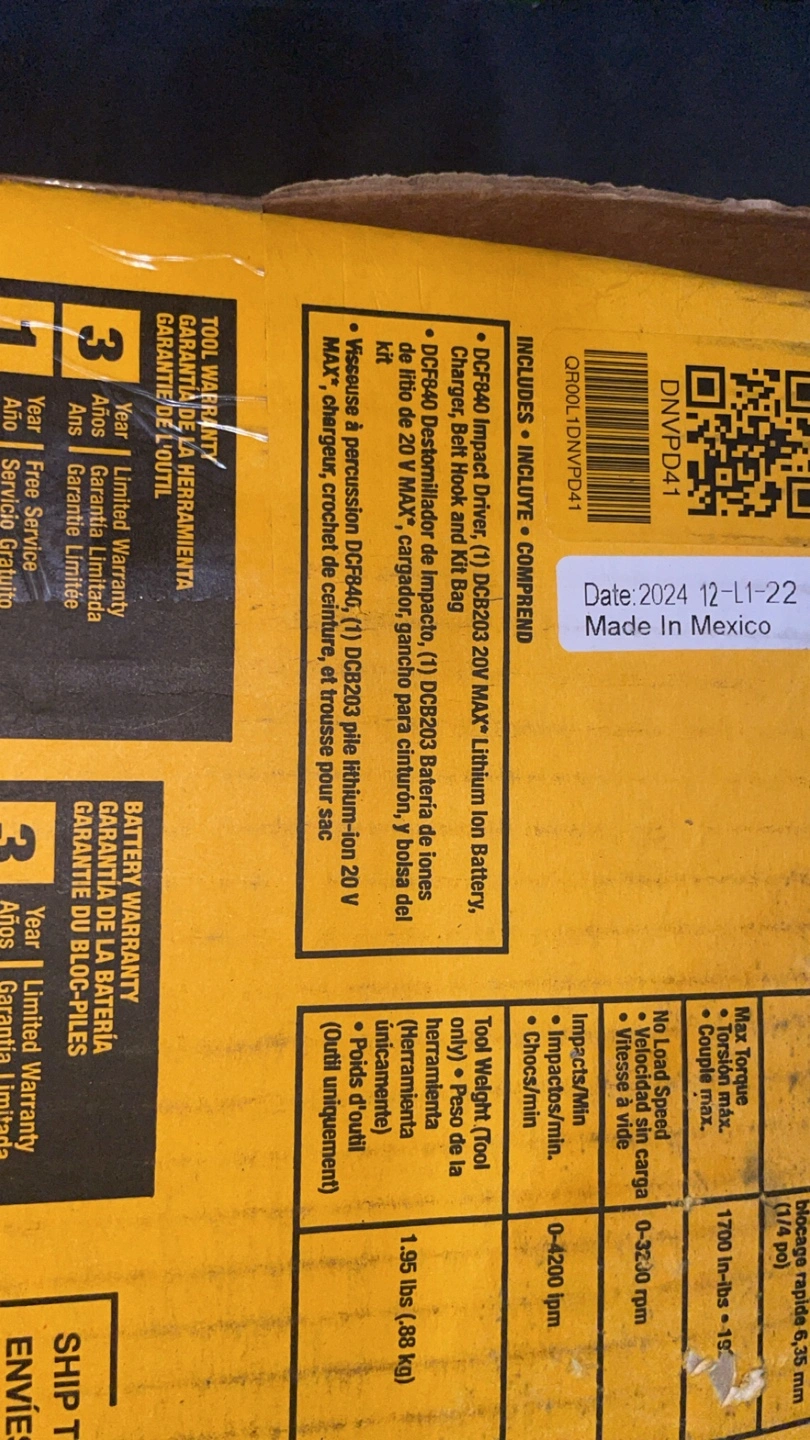 DNVPD41
QR00L1DNVPD41
Date:2024 12-L1-22
Made In Mexico
INCLUDES • INCLUYE • COMPREND
• DCF840 Impact Driver, (1) DCB203 20V MAX* Lithium Ion Battery,
Charger, Belt Hook and Kit Bag
• DCF840 Destornillador de Impacto, (1) DCB203 Batería de iones
de litio de 20 V MAX*, cargador, gancho para cinturón, y bolsa del
kit
• Visseuse à percussion DCF840, (1) DCB203 pile lithium-ion 20 V
MAX*, chargeur, crochet de ceinture, et trousse pour sac
blocage rapide 6,35 mm
(1/4 po)
Max Torque
• Torsión máx.
• Couple max.
1700 In-lbs •
No Load Speed
• Velocidad sin carga
• Vitesse à vide
0-3200 rpm
Impacts/Min
• Impactos/min.
• Chocs/min
0-4200 ipm
Tool Weight (Tool
only) • Peso de la
herramienta
(Herramienta
únicamente)
• Poids d'outil
(Outil uniquement)
1.95 lbs (.88 kg)
TOOL WARRANTY
GARANTÍA DE LA HERRAMIENTA
GARANTIE DE L'OUTIL
3
Year | Limited Warranty
Años | Garantía Limitada
Ans | Garantie Limitée
1
Year | Free Service
Año | Servicio Gratuito
BATTERY WARRANTY
GARANTÍA DE LA BATERÍA
GARANTIE DU BLOC-PILES
3
Year | Limited Warranty
Años | Garantía Limitada
SHIP